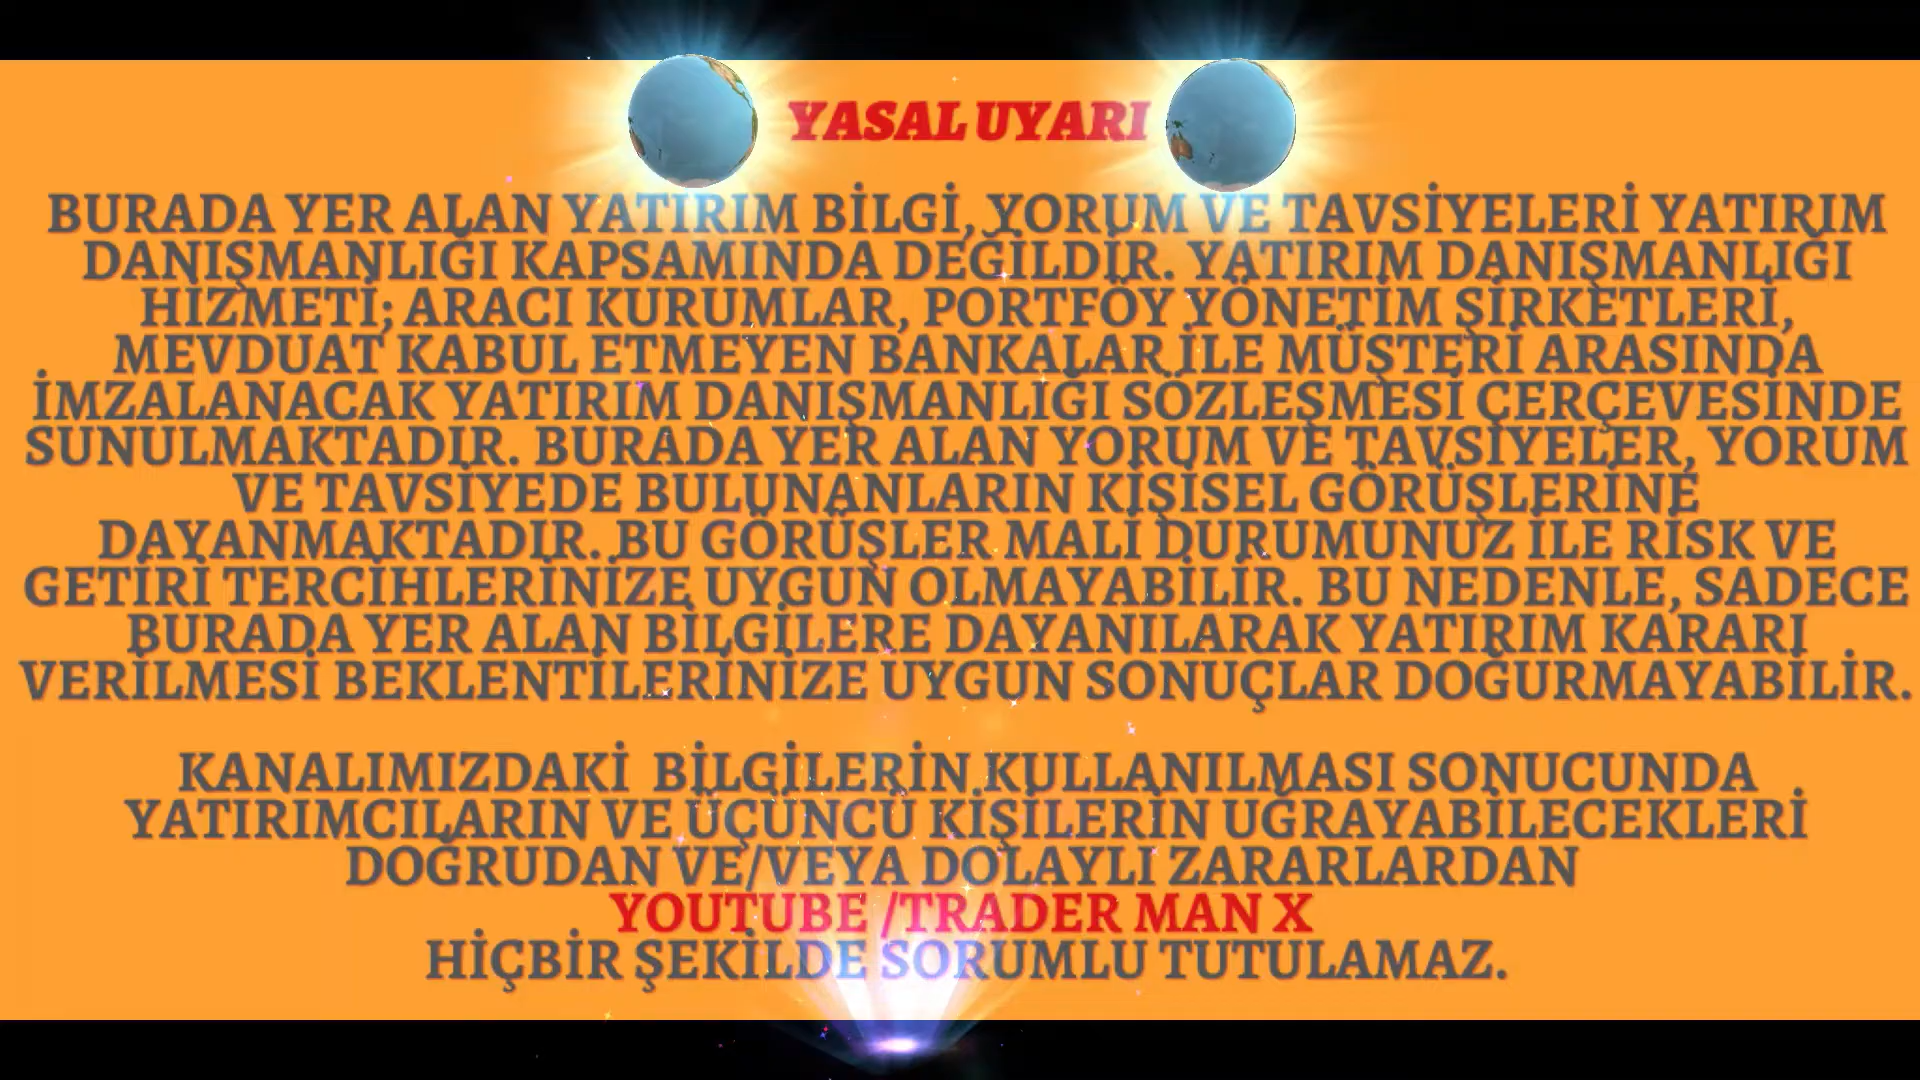 YASAL UYARI
BURADA YER ALAN YATIRIM BİLGİ, YORUM VE TAVSİYELERİ YATIRIM
DANIŞMANLIĞI KAPSAMINDA DEĞİLDİR. YATIRIM DANIŞMANLIĞI
HİZMETİ; ARACI KURUMLAR, PORTFÖY YÖNETİM ŞİRKETLERİ,
MEVDUAT KABUL ETMEYEN BANKALAR İLE MÜŞTERİ ARASINDA
İMZALANACAK YATIRIM DANIŞMANLIĞI SÖZLEŞMESİ ÇERÇEVESİNDE
SUNULMAKTADIR. BURADA YER ALAN YORUM VE TAVSİYELER, YORUM
VE TAVSİYEDE BULUNANLARIN KİŞİSEL GÖRÜŞLERİNE
DAYANMAKTADIR. BU GÖRÜŞLER MALİ DURUMUNUZ İLE RİSK VE
GETİRİ TERCİHLERİNİZE UYGUN OLMAYABİLİR. BU NEDENLE, SADECE
BURADA YER ALAN BİLGİLERE DAYANILARAK YATIRIM KARARI
VERİLMESİ BEKLENTİLERİNİZE UYGUN SONUÇLAR DOĞURMAYABİLİR.
KANALIMIZDAKİ BİLGİLERİN KULLANILMASI SONUCUNDA
YATIRIMCILARIN VE ÜÇÜNCÜ KİŞİLERİN UĞRAYABİLECEKLERİ
DOĞRUDAN VE/VEYA DOLAYLI ZARARLARDAN
YOUTUBE /TRADER MAN X
HİÇBİR ŞEKİLDE SORUMLU TUTULAMAZ.